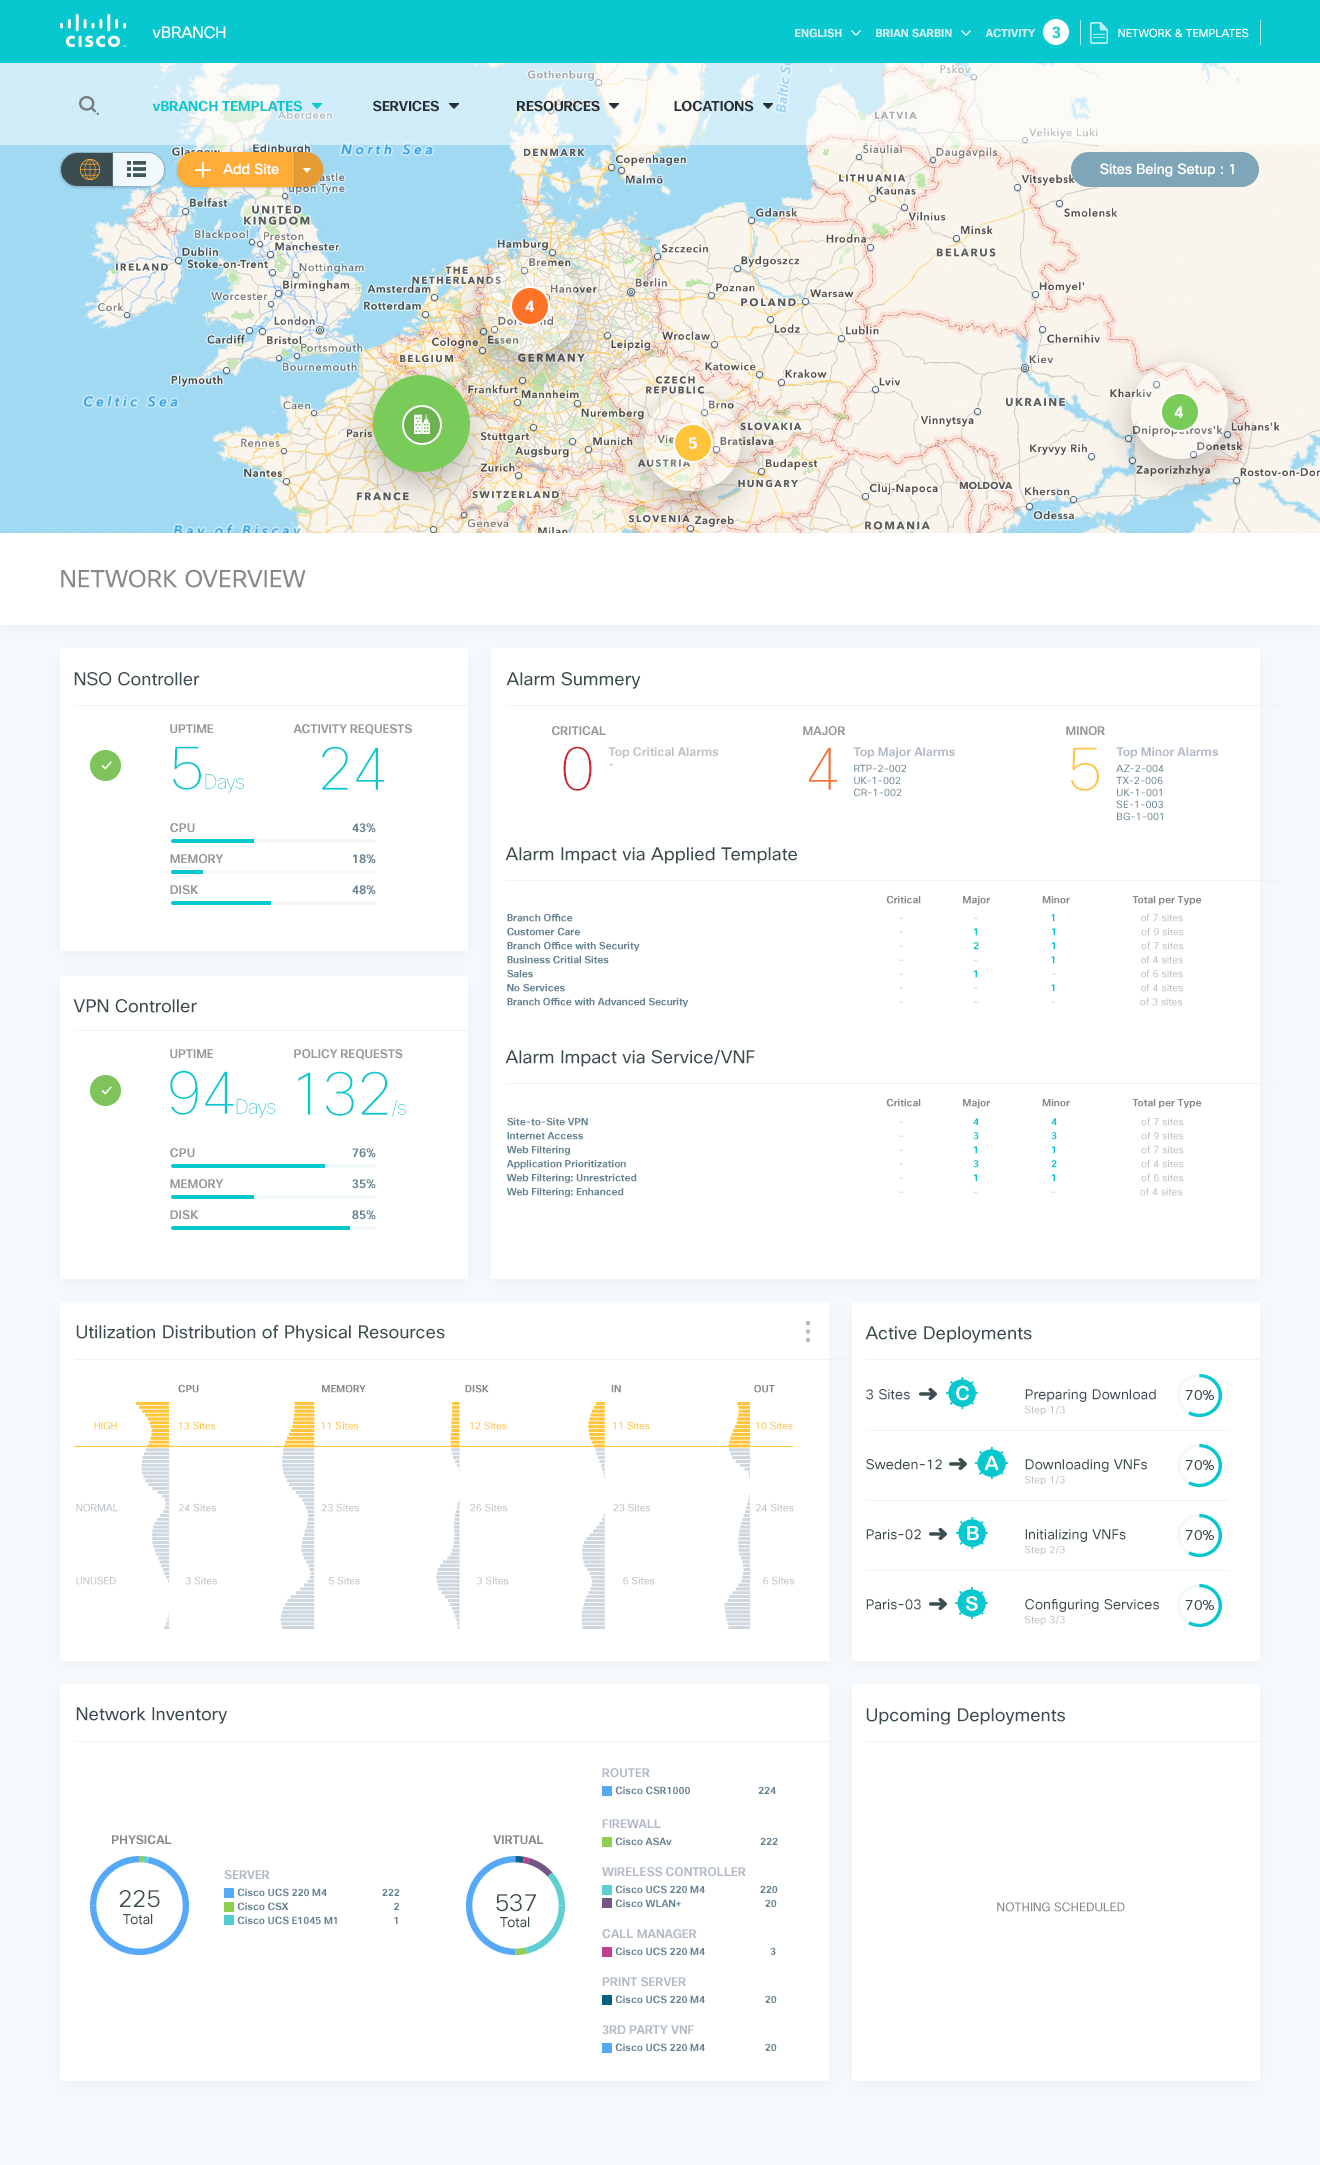 CISCO
vBRANCH
ENGLISH
BRIAN SARBIN
ACTIVITY
3
NETWORK & TEMPLATES
vBRANCH TEMPLATES
SERVICES
RESOURCES
LOCATIONS
Add Site
Sites Being Setup : 1
Gothenburg
Pskov
Baltic S
Aberdeen
LATVIA
Velikiye Luki
Edinburgh
North Sea
DENMARK
Copenhagen
Malmö
Šiauliai
Daugavpils
LITHUANIA
Kaunas
Vitsyebsk
Smolensk
upon Tyne
Belfast
UNITED
KINGDOM
Gdansk
Vilnius
Minsk
Blackpool
Preston
Manchester
Dublin
Hamburg
Szczecin
Hrodna
BELARUS
IRELAND
Stoke-on-Trent
Nottingham
THE
NETHERLANDS
Bremen
Bydgoszcz
Birmingham
Amsterdam
Hanover
Berlin
Poznan
Warsaw
Homyel'
Worcester
Rotterdam
4
POLAND
Cork
London
Lodz
Lublin
Chernihiv
Cardiff
Bristol
Portsmouth
Cologne
Essen
Leipzig
Wroclaw
Bournemouth
BELGIUM
GERMANY
Kiev
Plymouth
Katowice
Krakow
Lviv
Frankfurt
Mannheim
CZECH
REPUBLIC
Kharkiv
Celtic Sea
Caen
Nuremberg
Brno
UKRAINE
4
Paris
SLOVAKIA
Vinnytsya
Luhans'k
Rennes
Stuttgart
Munich
5
Bratislava
Kryvyy Rih
Donetsk
Augsburg
Nantes
Zurich
AUSTRIA
Budapest
Zaporizhzhya
Rostov-on-Don
FRANCE
SWITZERLAND
HUNGARY
Cluj-Napoca
MOLDOVA
Kherson
Geneva
Milan
SLOVENIA
Zagreb
ROMANIA
Odessa
Bay of Biscay
NETWORK OVERVIEW
NSO Controller
UPTIME
ACTIVITY REQUESTS
5Days
24
CPU 43%
MEMORY 18%
DISK 48%
Alarm Summery
CRITICAL
MAJOR
MINOR
0
Top Critical Alarms
-
4
Top Major Alarms
RTP-2-002
UK-1-002
CR-1-002
5
Top Minor Alarms
AZ-2-004
TX-2-006
UK-1-001
SE-1-003
BG-1-001
Alarm Impact via Applied Template
Critical Major Minor Total per Type
Branch Office - - 1 of 7 sites
Customer Care - 1 1 of 9 sites
Branch Office with Security - 2 1 of 7 sites
Business Critial Sites - - 1 of 4 sites
Sales - 1 - of 6 sites
No Services - - 1 of 4 sites
Branch Office with Advanced Security - - - of 3 sites
VPN Controller
UPTIME
POLICY REQUESTS
94Days
132/s
CPU 76%
MEMORY 35%
DISK 85%
Alarm Impact via Service/VNF
Critical Major Minor Total per Type
Site-to-Site VPN - 4 4 of 7 sites
Internet Access - 3 3 of 9 sites
Web Filtering - 1 1 of 7 sites
Application Prioritization - 3 2 of 4 sites
Web Filtering: Unrestricted - 1 1 of 6 sites
Web Filtering: Enhanced - - - of 4 sites
Utilization Distribution of Physical Resources
CPU MEMORY DISK IN OUT
HIGH 13 Sites 11 Sites 12 Sites 11 Sites 10 Sites
NORMAL 24 Sites 23 Sites 26 Sites 23 Sites 24 Sites
UNUSED 3 Sites 5 Sites 3 Sites 6 Sites 6 Sites
Active Deployments
3 Sites C Preparing Download 70%
Step 1/3
Sweden-12 A Downloading VNFs 70%
Step 1/3
Paris-02 B Initializing VNFs 70%
Step 2/3
Paris-03 S Configuring Services 70%
Step 3/3
Network Inventory
PHYSICAL
225
Total
SERVER
Cisco UCS 220 M4 222
Cisco CSX 2
Cisco UCS E1045 M1 1
VIRTUAL
537
Total
ROUTER
Cisco CSR1000 224
FIREWALL
Cisco ASAv 222
WIRELESS CONTROLLER
Cisco UCS 220 M4 220
Cisco WLAN+ 20
CALL MANAGER
Cisco UCS 220 M4 3
PRINT SERVER
Cisco UCS 220 M4 20
3RD PARTY VNF
Cisco UCS 220 M4 20
Upcoming Deployments
NOTHING SCHEDULED